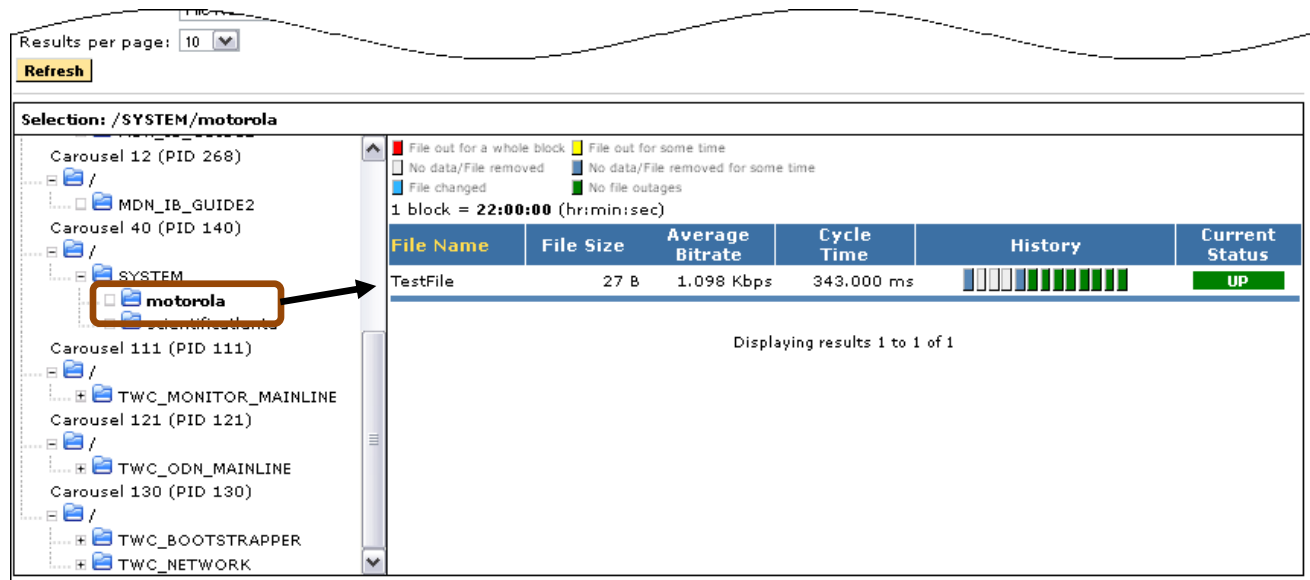 Results per page: 10
Refresh
Selection: /SYSTEM/motorola
Carousel 12 (PID 268)
/
MDN_IB_GUIDE2
Carousel 40 (PID 140)
/
SYSTEM
motorola
Carousel 111 (PID 111)
/
TWC_MONITOR_MAINLINE
Carousel 121 (PID 121)
/
TWC_ODN_MAINLINE
Carousel 130 (PID 130)
/
TWC_BOOTSTRAPPER
TWC_NETWORK
File out for a whole block File out for some time
No data/File removed No data/File removed for some time
File changed No file outages
1 block = 22:00:00 (hr:min:sec)
File Name File Size Average Bitrate Cycle Time History Current Status
TestFile 27 B 1.098 Kbps 343.000 ms UP
Displaying results 1 to 1 of 1